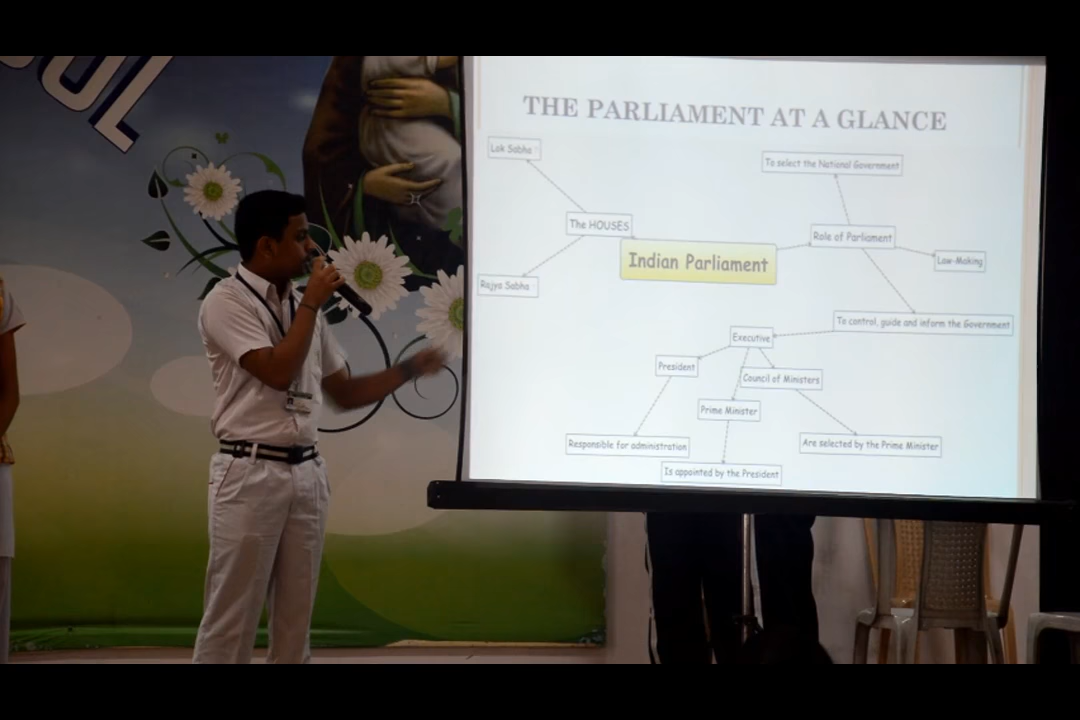 THE PARLIAMENT AT A GLANCE
Lok Sabha
To select the National Government
The HOUSES
Role of Parliament
Indian Parliament
Law-Making
Rajya Sabha
To control, guide and inform the Government
Executive
President
Council of Ministers
Prime Minister
Responsible for administration
Are selected by the Prime Minister
Is appointed by the President